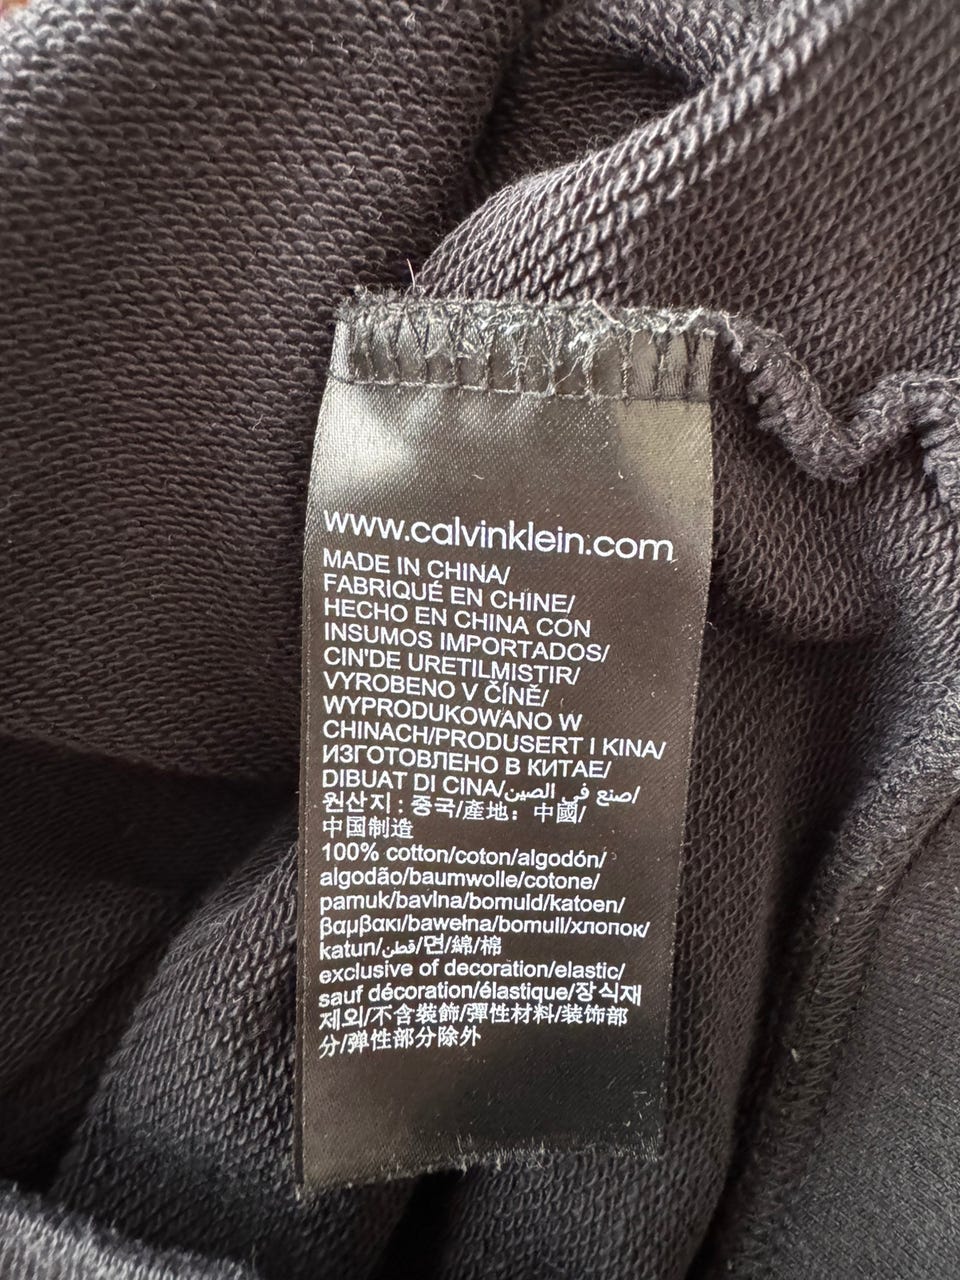 www.calvinklein.com
MADE IN CHINA/
FABRIQUÉ EN CHINE/
HECHO EN CHINA CON
INSUMOS IMPORTADOS/
CIN'DE URETILMISTIR/
VYROBENO V ČÍNĚ/
WYPRODUKOWANO W
CHINACH/PRODUSERT I KINA/
ИЗГОТОВЛЕНО В КИТАЕ/
DIBUAT DI CINA/صنع في الصين/
원산지 : 중국/產地：中國/
中国制造
100% cotton/coton/algodón/
algodão/baumwolle/cotone/
pamuk/bavlna/bomuld/katoen/
βαμβακι/bawełna/bomull/хлопок/
katun/قطن/면/綿/棉
exclusive of decoration/elastic/
sauf décoration/élastique/장식재
제외/不含裝飾/彈性材料/装饰部
分/弹性部分除外